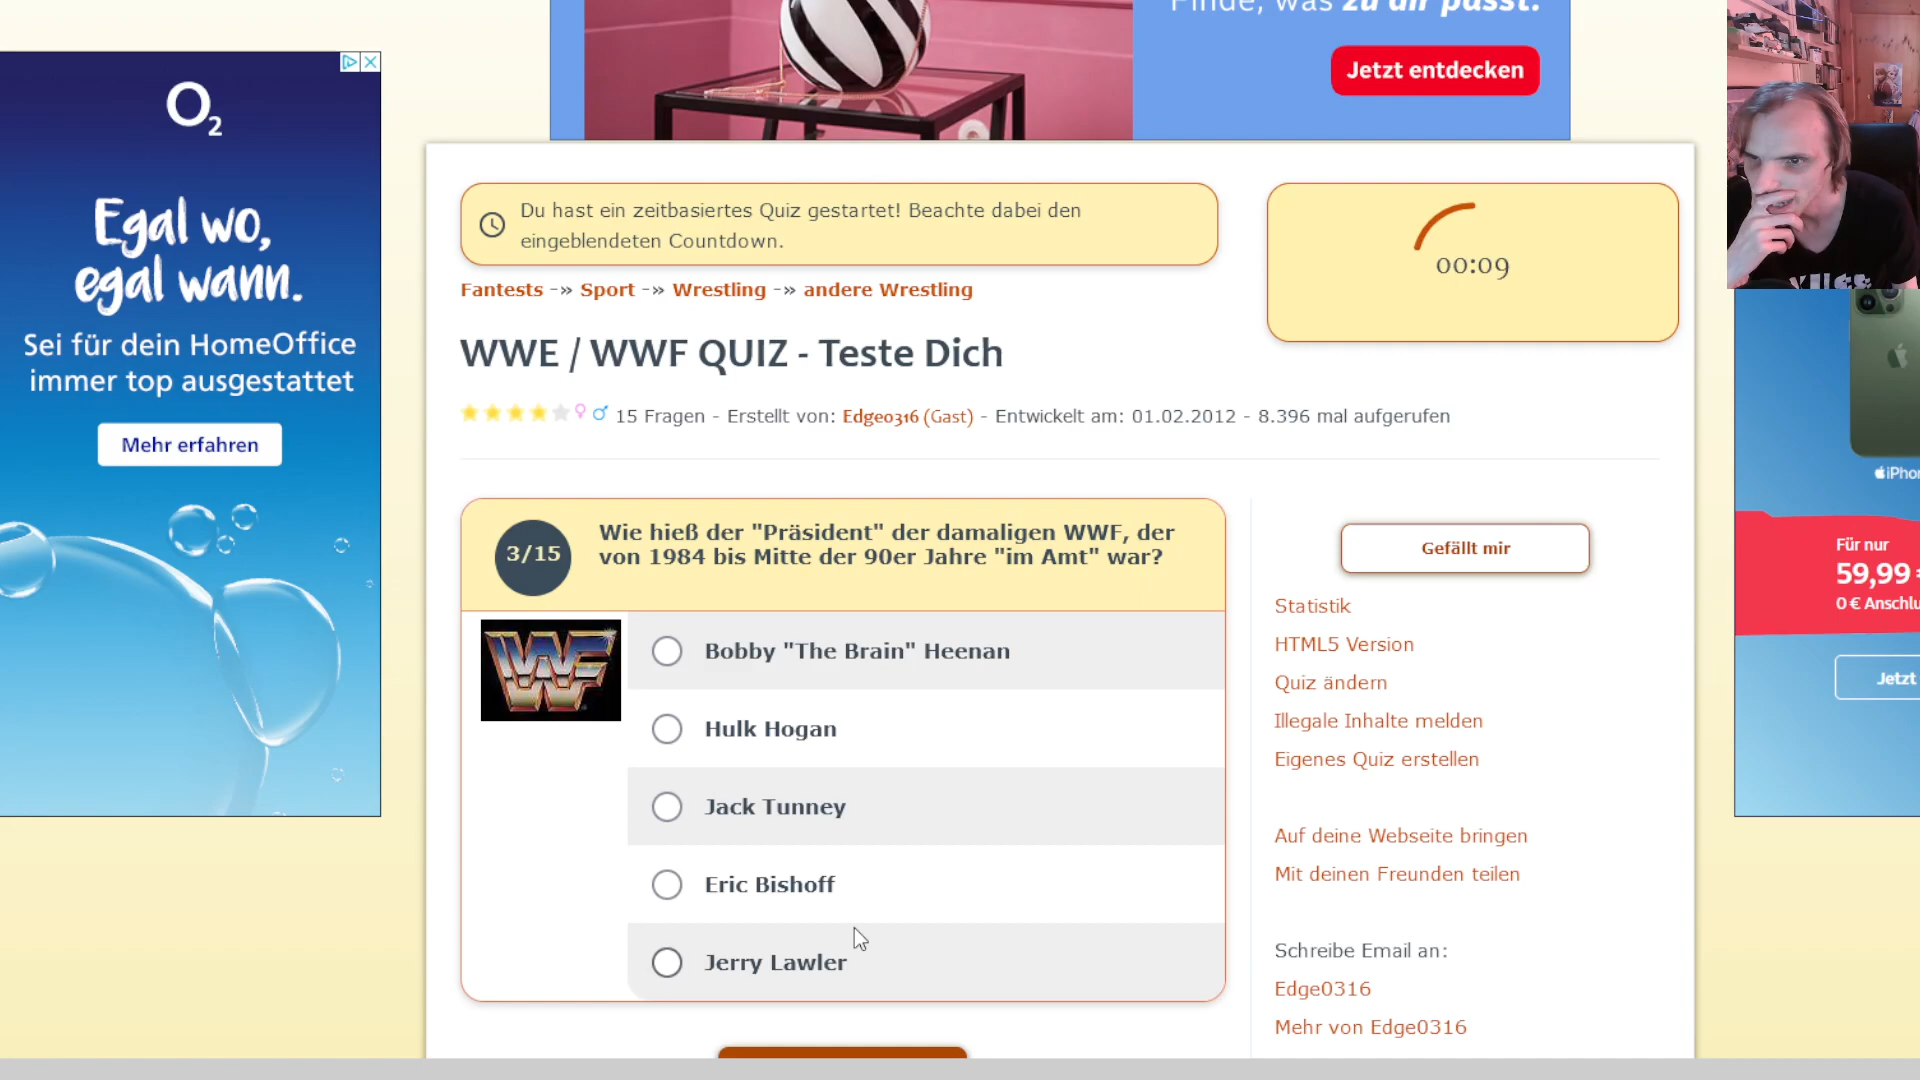 Finde, was zu dir passt.
Jetzt entdecken
O2
Egal wo,
egal wann.
Sei für dein HomeOffice
immer top ausgestattet
Mehr erfahren
Du hast ein zeitbasiertes Quiz gestartet! Beachte dabei den
eingeblendeten Countdown.
00:09
Fantests -» Sport -» Wrestling -» andere Wrestling
WWE / WWF QUIZ - Teste Dich
15 Fragen - Erstellt von: Edge0316 (Gast) - Entwickelt am: 01.02.2012 - 8.396 mal aufgerufen
3/15
Wie hieß der "Präsident" der damaligen WWF, der
von 1984 bis Mitte der 90er Jahre "im Amt" war?
WWF
Bobby "The Brain" Heenan
Hulk Hogan
Jack Tunney
Eric Bishoff
Jerry Lawler
Gefällt mir
Statistik
HTML5 Version
Quiz ändern
Illegale Inhalte melden
Eigenes Quiz erstellen
Auf deine Webseite bringen
Mit deinen Freunden teilen
Schreibe Email an:
Edge0316
Mehr von Edge0316
Für nur
59,99
0 €
Jetzt